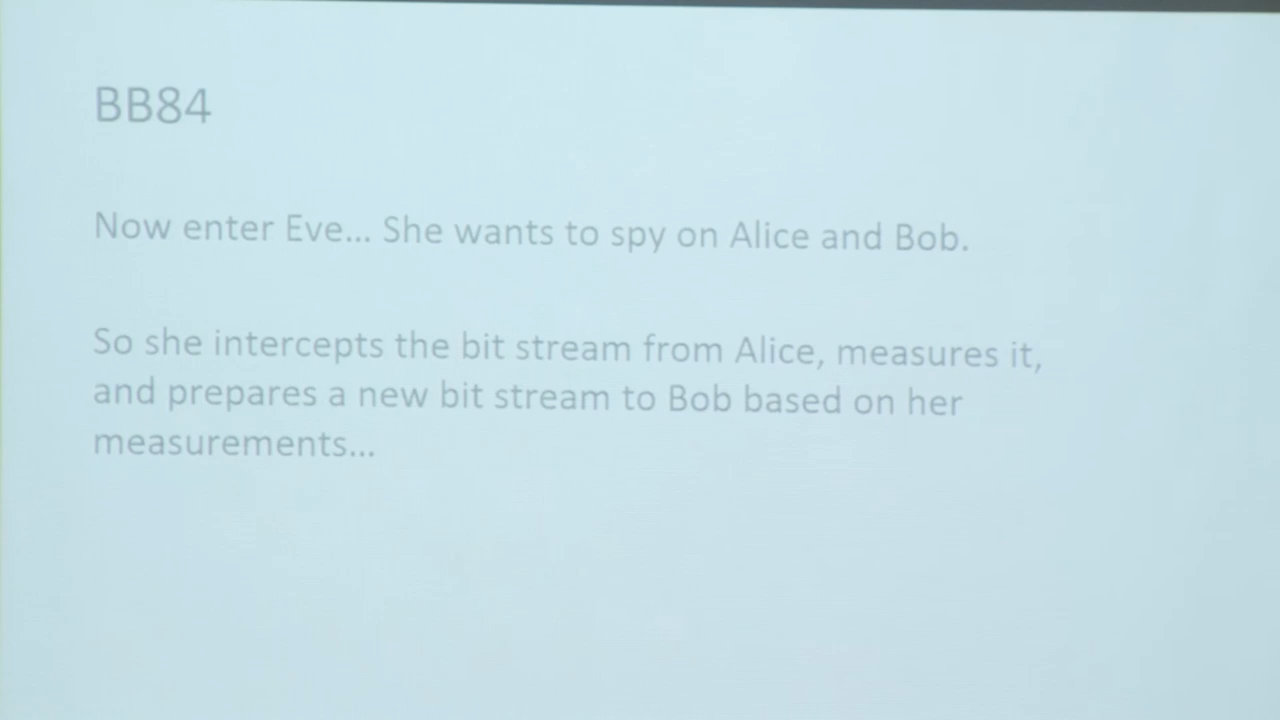 BB84
Now enter Eve... She wants to spy on Alice and Bob.
So she intercepts the bit stream from Alice, measures it,
and prepares a new bit stream to Bob based on her
measurements...